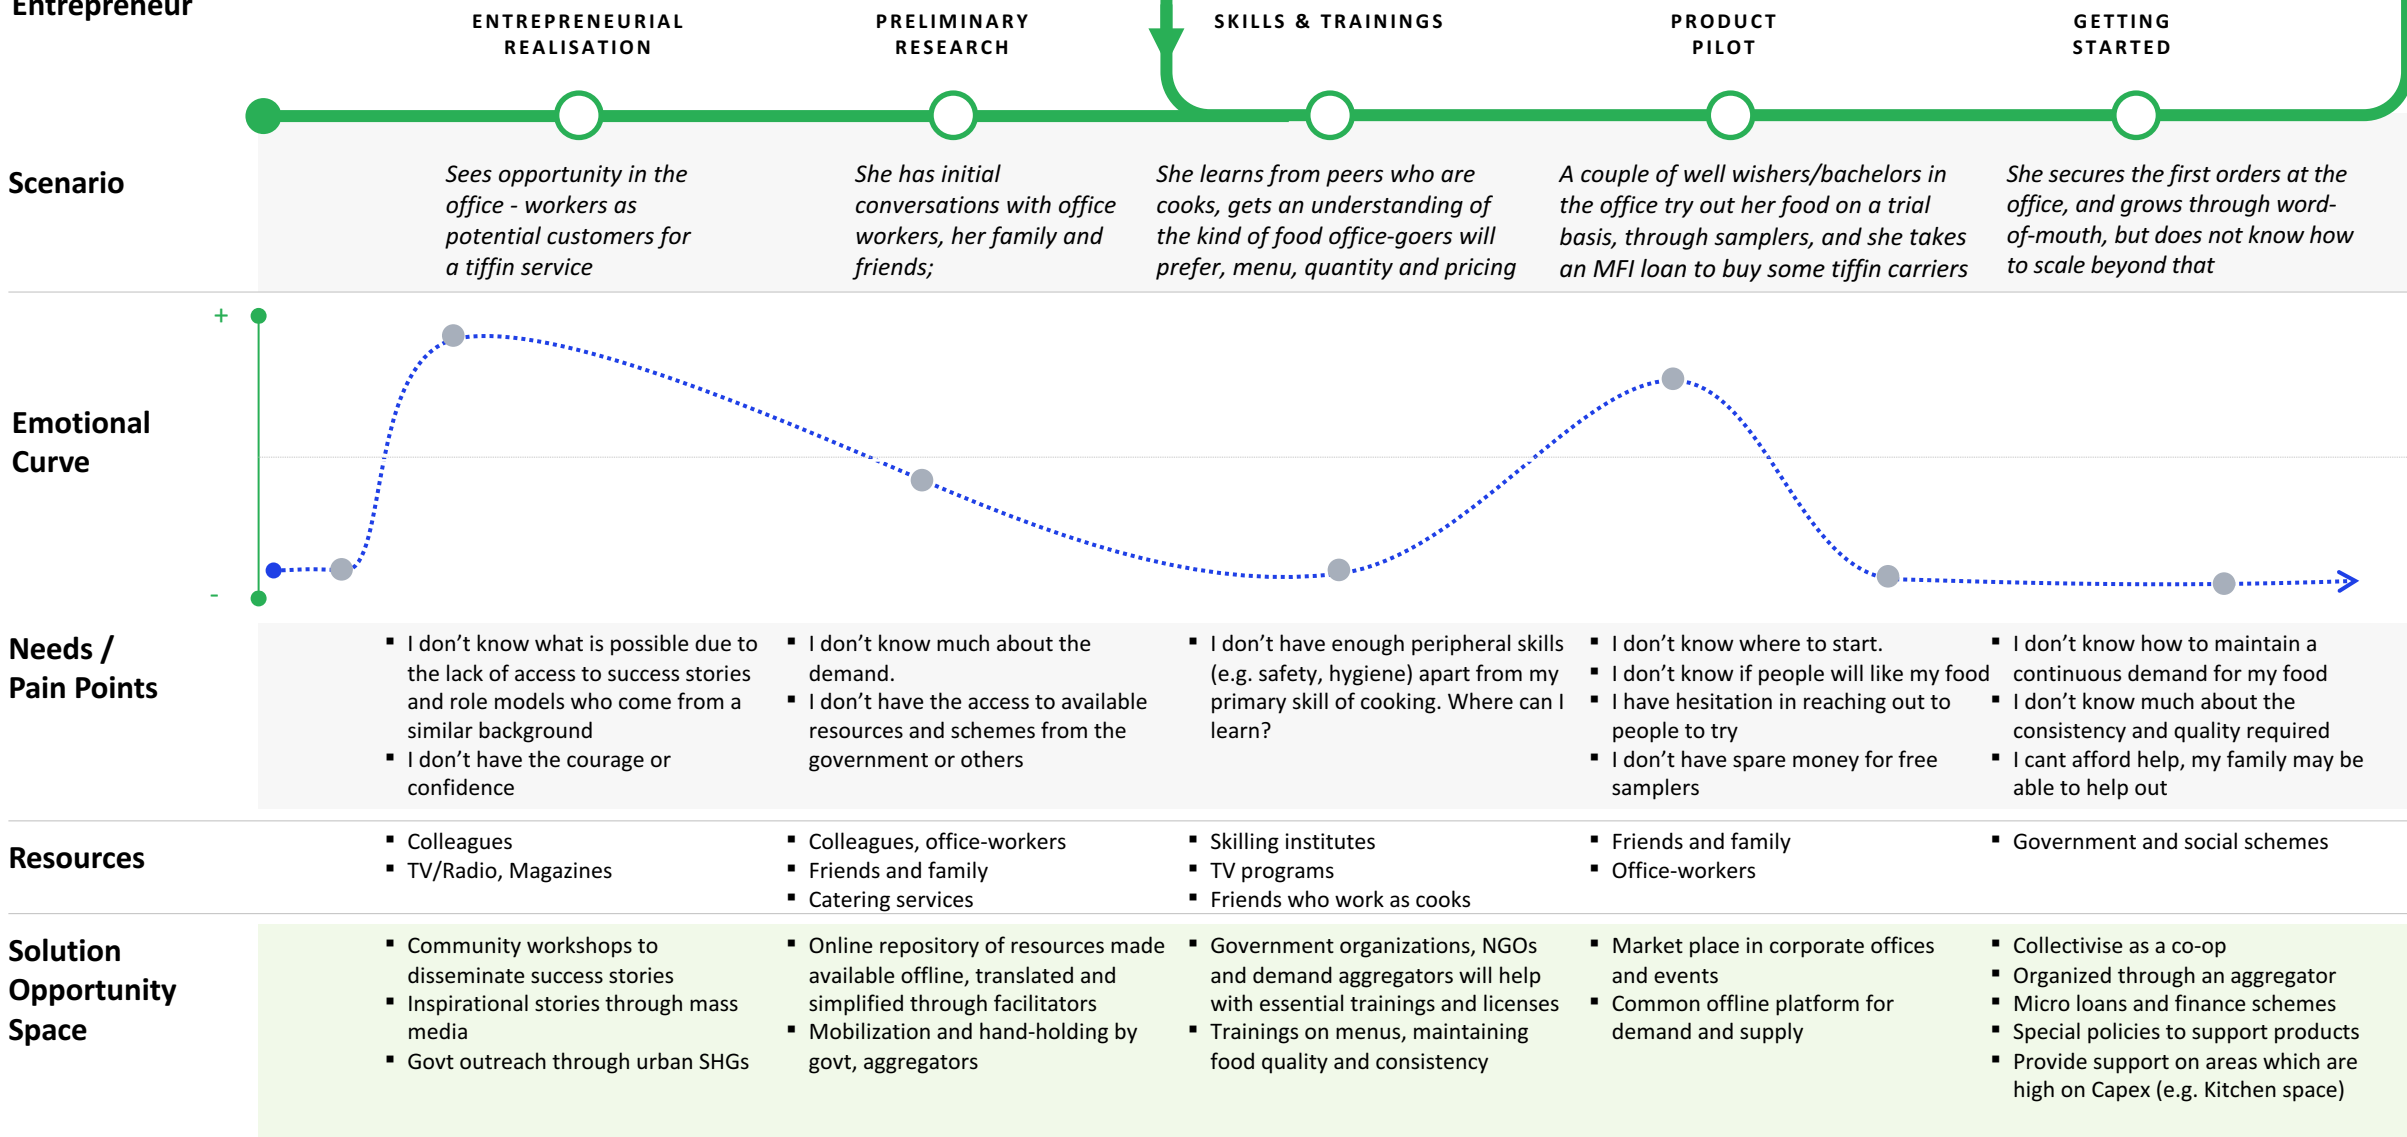 Entrepreneur
ENTREPRENEURIAL
REALISATION
PRELIMINARY
RESEARCH
SKILLS & TRAININGS
PRODUCT
PILOT
GETTING
STARTED
Scenario
Sees opportunity in the
office - workers as
potential customers for
a tiffin service
She has initial
conversations with office
workers, her family and
friends;
She learns from peers who are
cooks, gets an understanding of
the kind of food office-goers will
prefer, menu, quantity and pricing
A couple of well wishers/bachelors in
the office try out her food on a trial
basis, through samplers, and she takes
an MFI loan to buy some tiffin carriers
She secures the first orders at the
office, and grows through word-
of-mouth, but does not know how
to scale beyond that
+
Emotional
Curve
-
Needs /
Pain Points
▪ I don’t know what is possible due to
the lack of access to success stories
and role models who come from a
similar background
▪ I don’t have the courage or
confidence
▪ I don’t know much about the
demand.
▪ I don’t have the access to available
resources and schemes from the
government or others
▪ I don’t have enough peripheral skills
(e.g. safety, hygiene) apart from my
primary skill of cooking. Where can I
learn?
▪ I don’t know where to start.
▪ I don’t know if people will like my food
▪ I have hesitation in reaching out to
people to try
▪ I don’t have spare money for free
samplers
▪ I don’t know how to maintain a
continuous demand for my food
▪ I don’t know much about the
consistency and quality required
▪ I cant afford help, my family may be
able to help out
Resources
▪ Colleagues
▪ TV/Radio, Magazines
▪ Colleagues, office-workers
▪ Friends and family
▪ Catering services
▪ Skilling institutes
▪ TV programs
▪ Friends who work as cooks
▪ Friends and family
▪ Office-workers
▪ Government and social schemes
Solution
Opportunity
Space
▪ Community workshops to
disseminate success stories
▪ Inspirational stories through mass
media
▪ Govt outreach through urban SHGs
▪ Online repository of resources made
available offline, translated and
simplified through facilitators
▪ Mobilization and hand-holding by
govt, aggregators
▪ Government organizations, NGOs
and demand aggregators will help
with essential trainings and licenses
▪ Trainings on menus, maintaining
food quality and consistency
▪ Market place in corporate offices
and events
▪ Common offline platform for
demand and supply
▪ Collectivise as a co-op
▪ Organized through an aggregator
▪ Micro loans and finance schemes
▪ Special policies to support products
▪ Provide support on areas which are
high on Capex (e.g. Kitchen space)